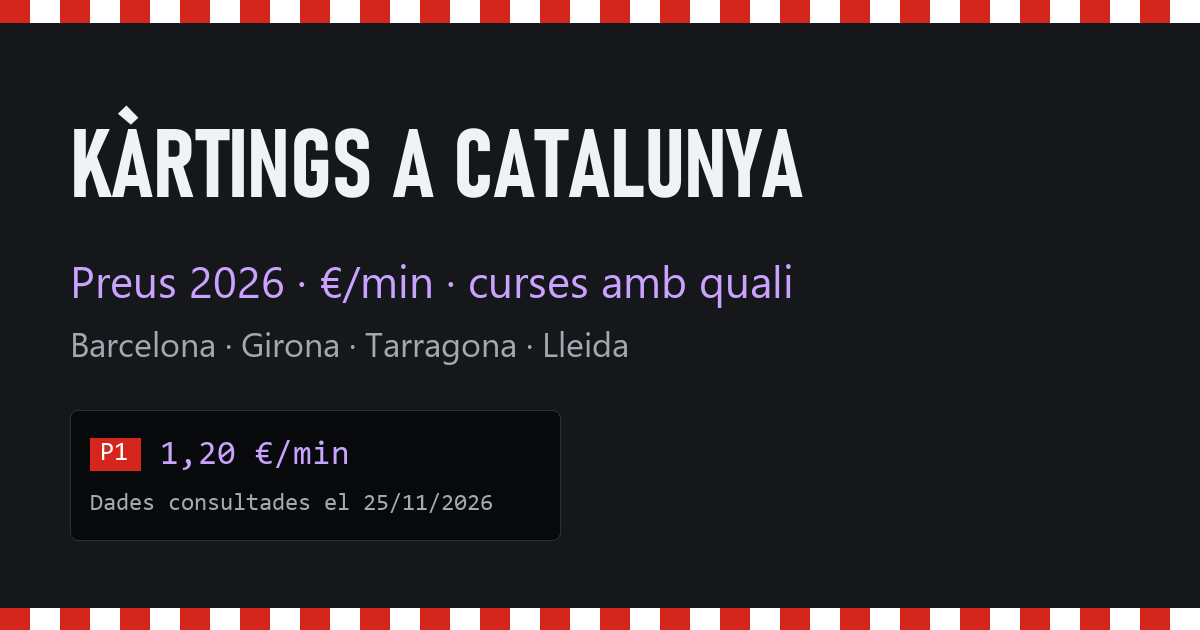 KÀRTINGS A CATALUNYA
Preus 2026 · €/min · curses amb quali
Barcelona · Girona · Tarragona · Lleida
P1 1,20 €/min
Dades consultades el 25/11/2026